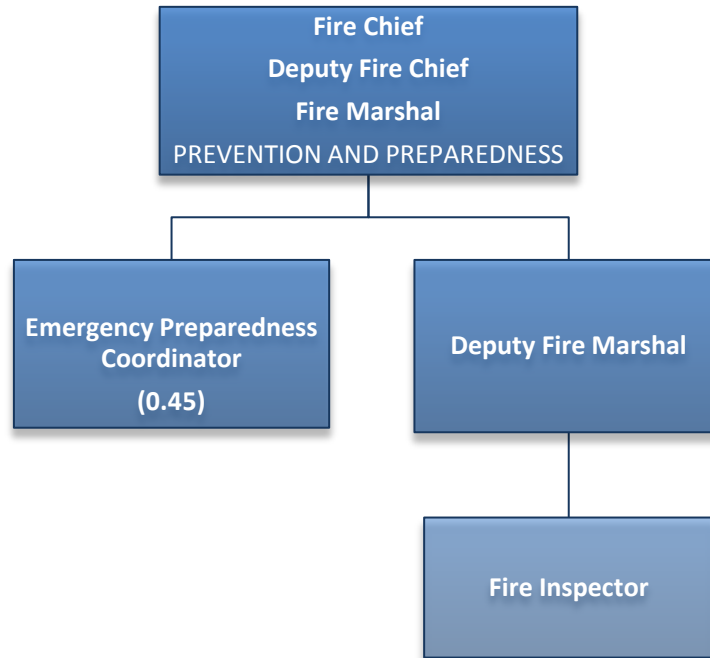 Fire Chief
Deputy Fire Chief
Fire Marshal
PREVENTION AND PREPAREDNESS
Emergency Preparedness
Coordinator
(0.45)
Deputy Fire Marshal
Fire Inspector